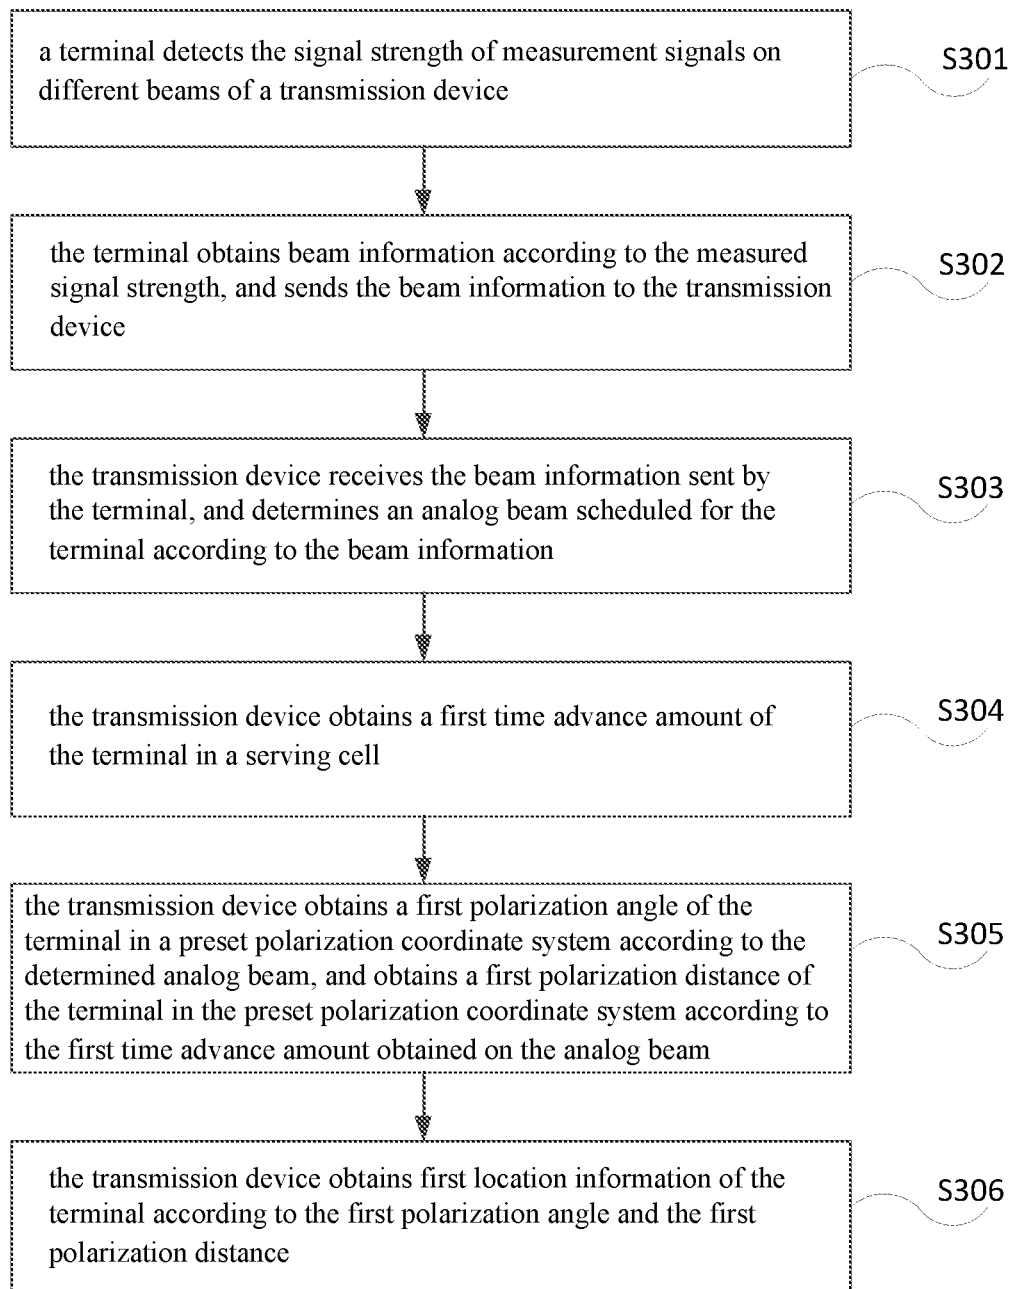 a terminal detects the signal strength of measurement signals on
different beams of a transmission device
S301
the terminal obtains beam information according to the measured
signal strength, and sends the beam information to the transmission
device
S302
the transmission device receives the beam information sent by
the terminal, and determines an analog beam scheduled for the
terminal according to the beam information
S303
the transmission device obtains a first time advance amount of
the terminal in a serving cell
S304
the transmission device obtains a first polarization angle of the
terminal in a preset polarization coordinate system according to the
determined analog beam, and obtains a first polarization distance of
the terminal in the preset polarization coordinate system according to
the first time advance amount obtained on the analog beam
S305
the transmission device obtains first location information of the
terminal according to the first polarization angle and the first
polarization distance
S306